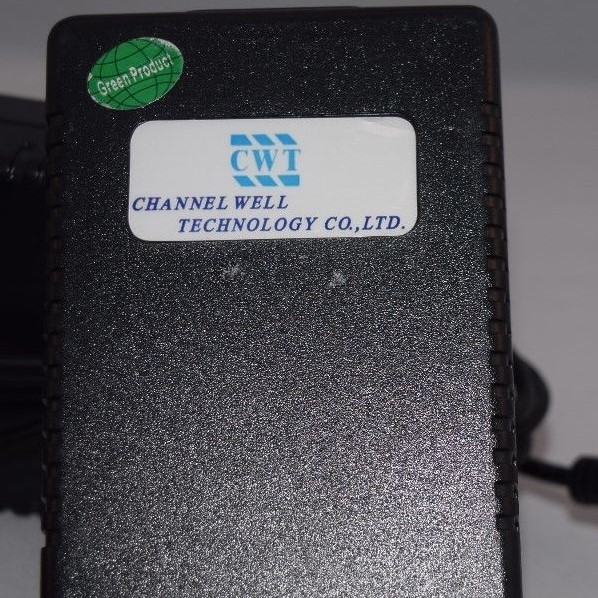 Green Product
CWT
CHANNEL WELL
TECHNOLOGY CO.,LTD.